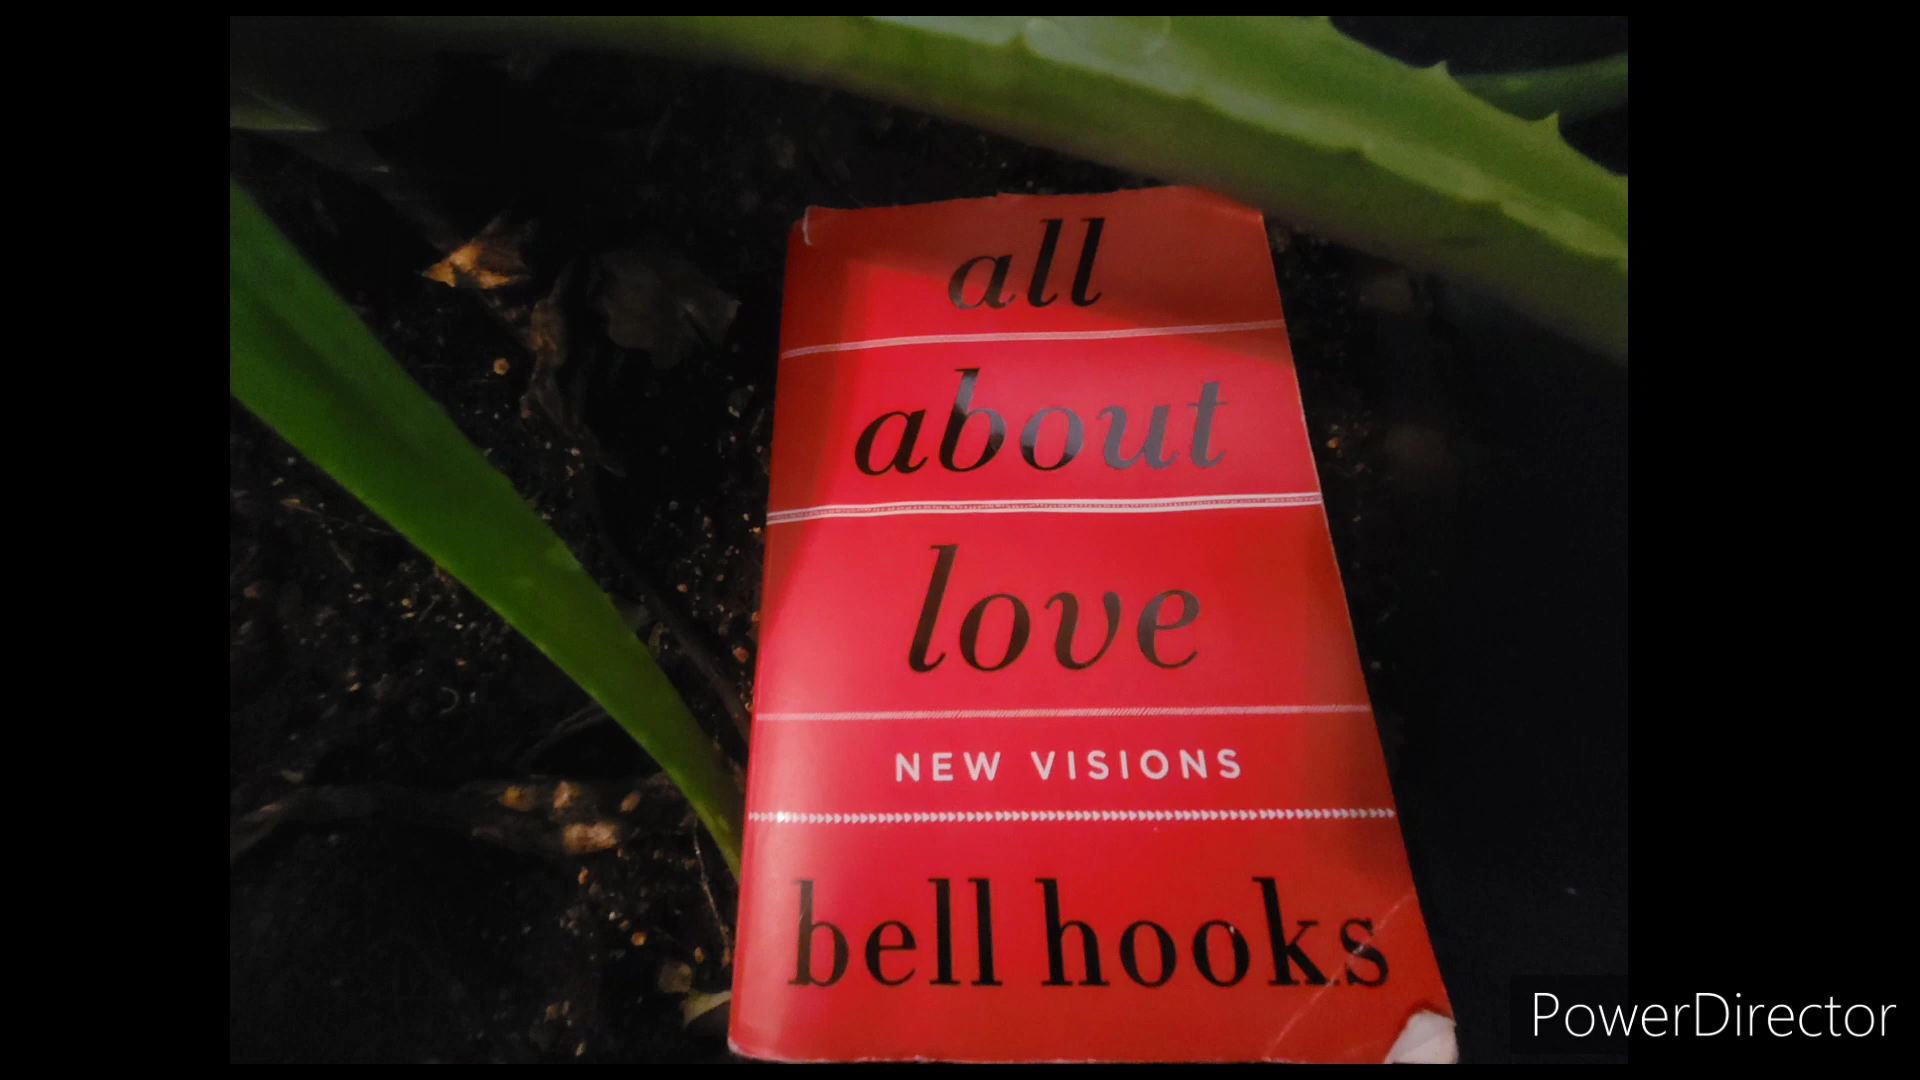 all
about
love
NEW VISIONS
bell hooks
PowerDirector